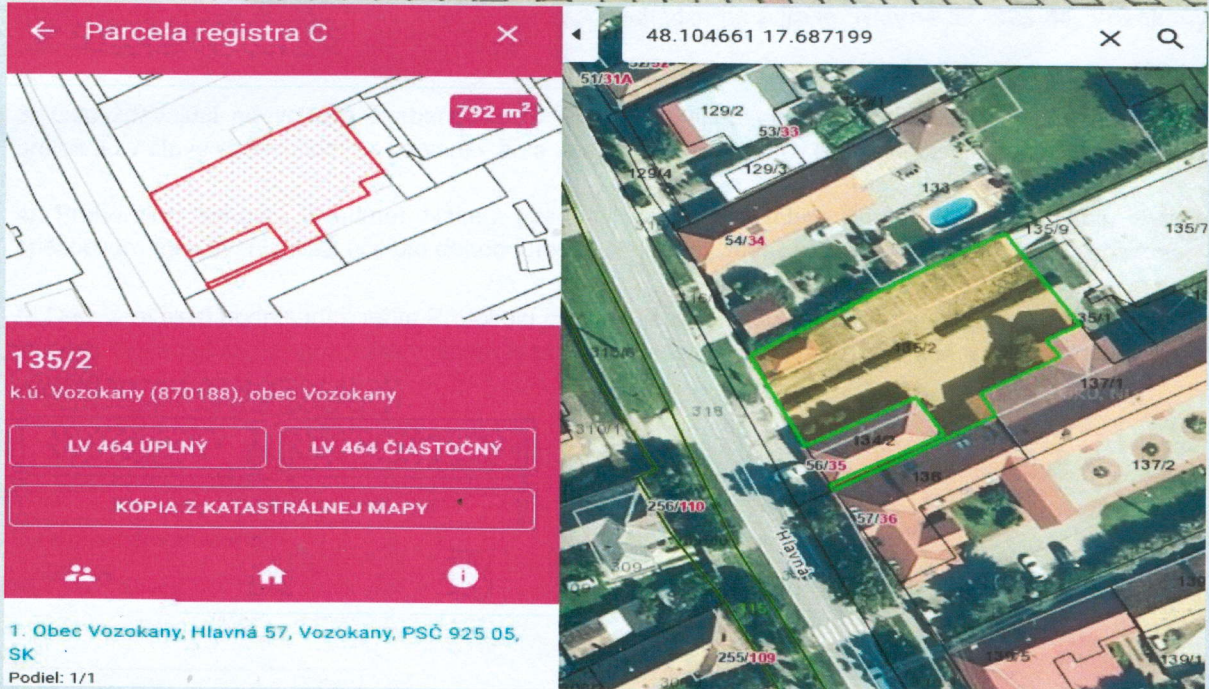 Parcela registra C
792 m²
135/2
k.ú. Vozokany (870188), obec Vozokany
LV 464 ÚPLNÝ
LV 464 ČIASTOČNÝ
KÓPIA Z KATASTRÁLNEJ MAPY
1. Obec Vozokany, Hlavná 57, Vozokany, PSČ 925 05,
SK
Podiel: 1/1
48.104661 17.687199
51/31A
129/2
53/33
129/3
129/4
133
54/34
135/9
135/7
135/2
137/1
318
134/2
56/35
136
137/2
256/110
57/36
Hlavná
309
315
255/109
139/1